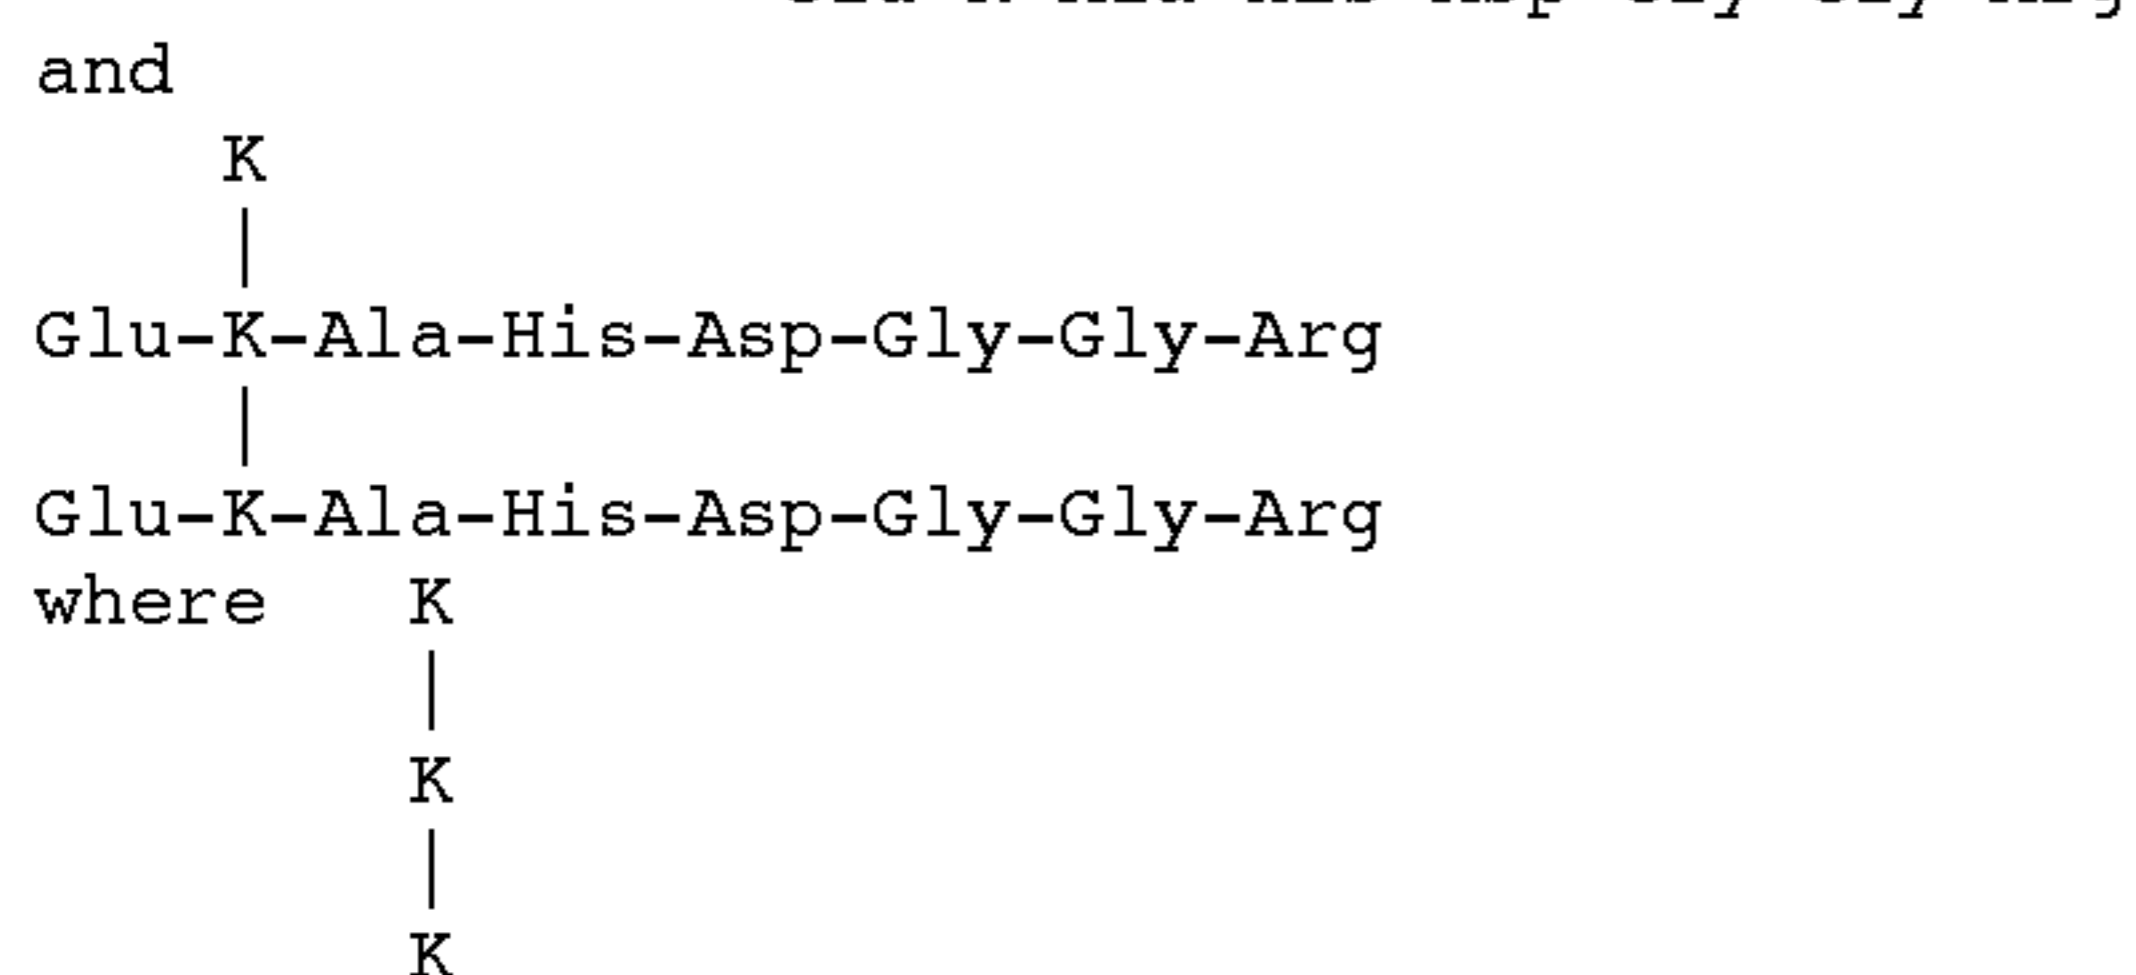 and
K
|
Glu-K-Ala-His-Asp-Gly-Gly-Arg
|
Glu-K-Ala-His-Asp-Gly-Gly-Arg
where K
|
K
|
K